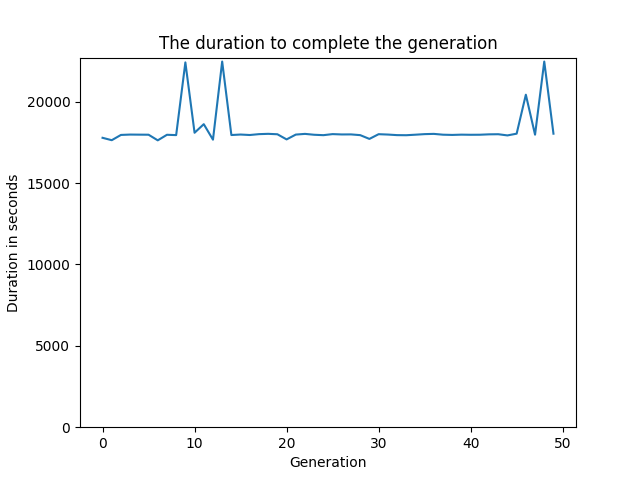 The duration to complete the generation
20000
15000
10000
5000
0
Duration in seconds
0 10 20 30 40 50
Generation